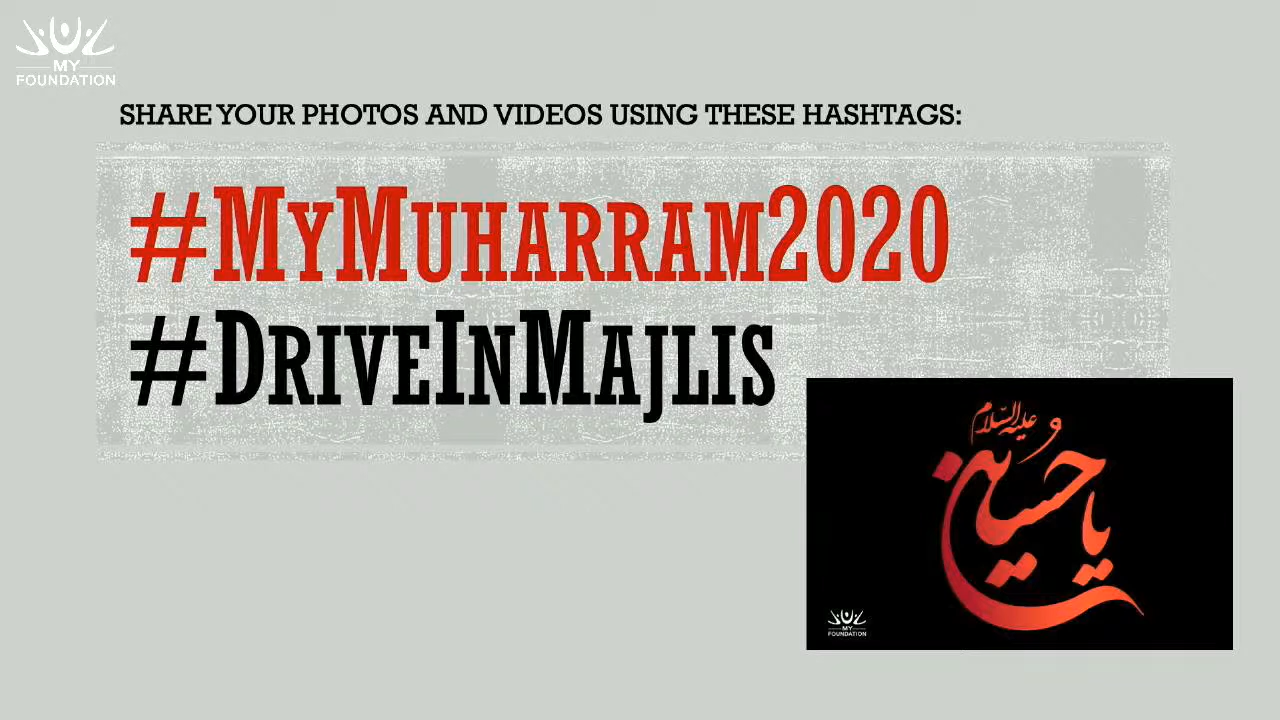 MY
FOUNDATION
SHARE YOUR PHOTOS AND VIDEOS USING THESE HASHTAGS:
#MyMuharram2020
#DriveInMajlis
علیه السلام
یا حسین
MY
FOUNDATION